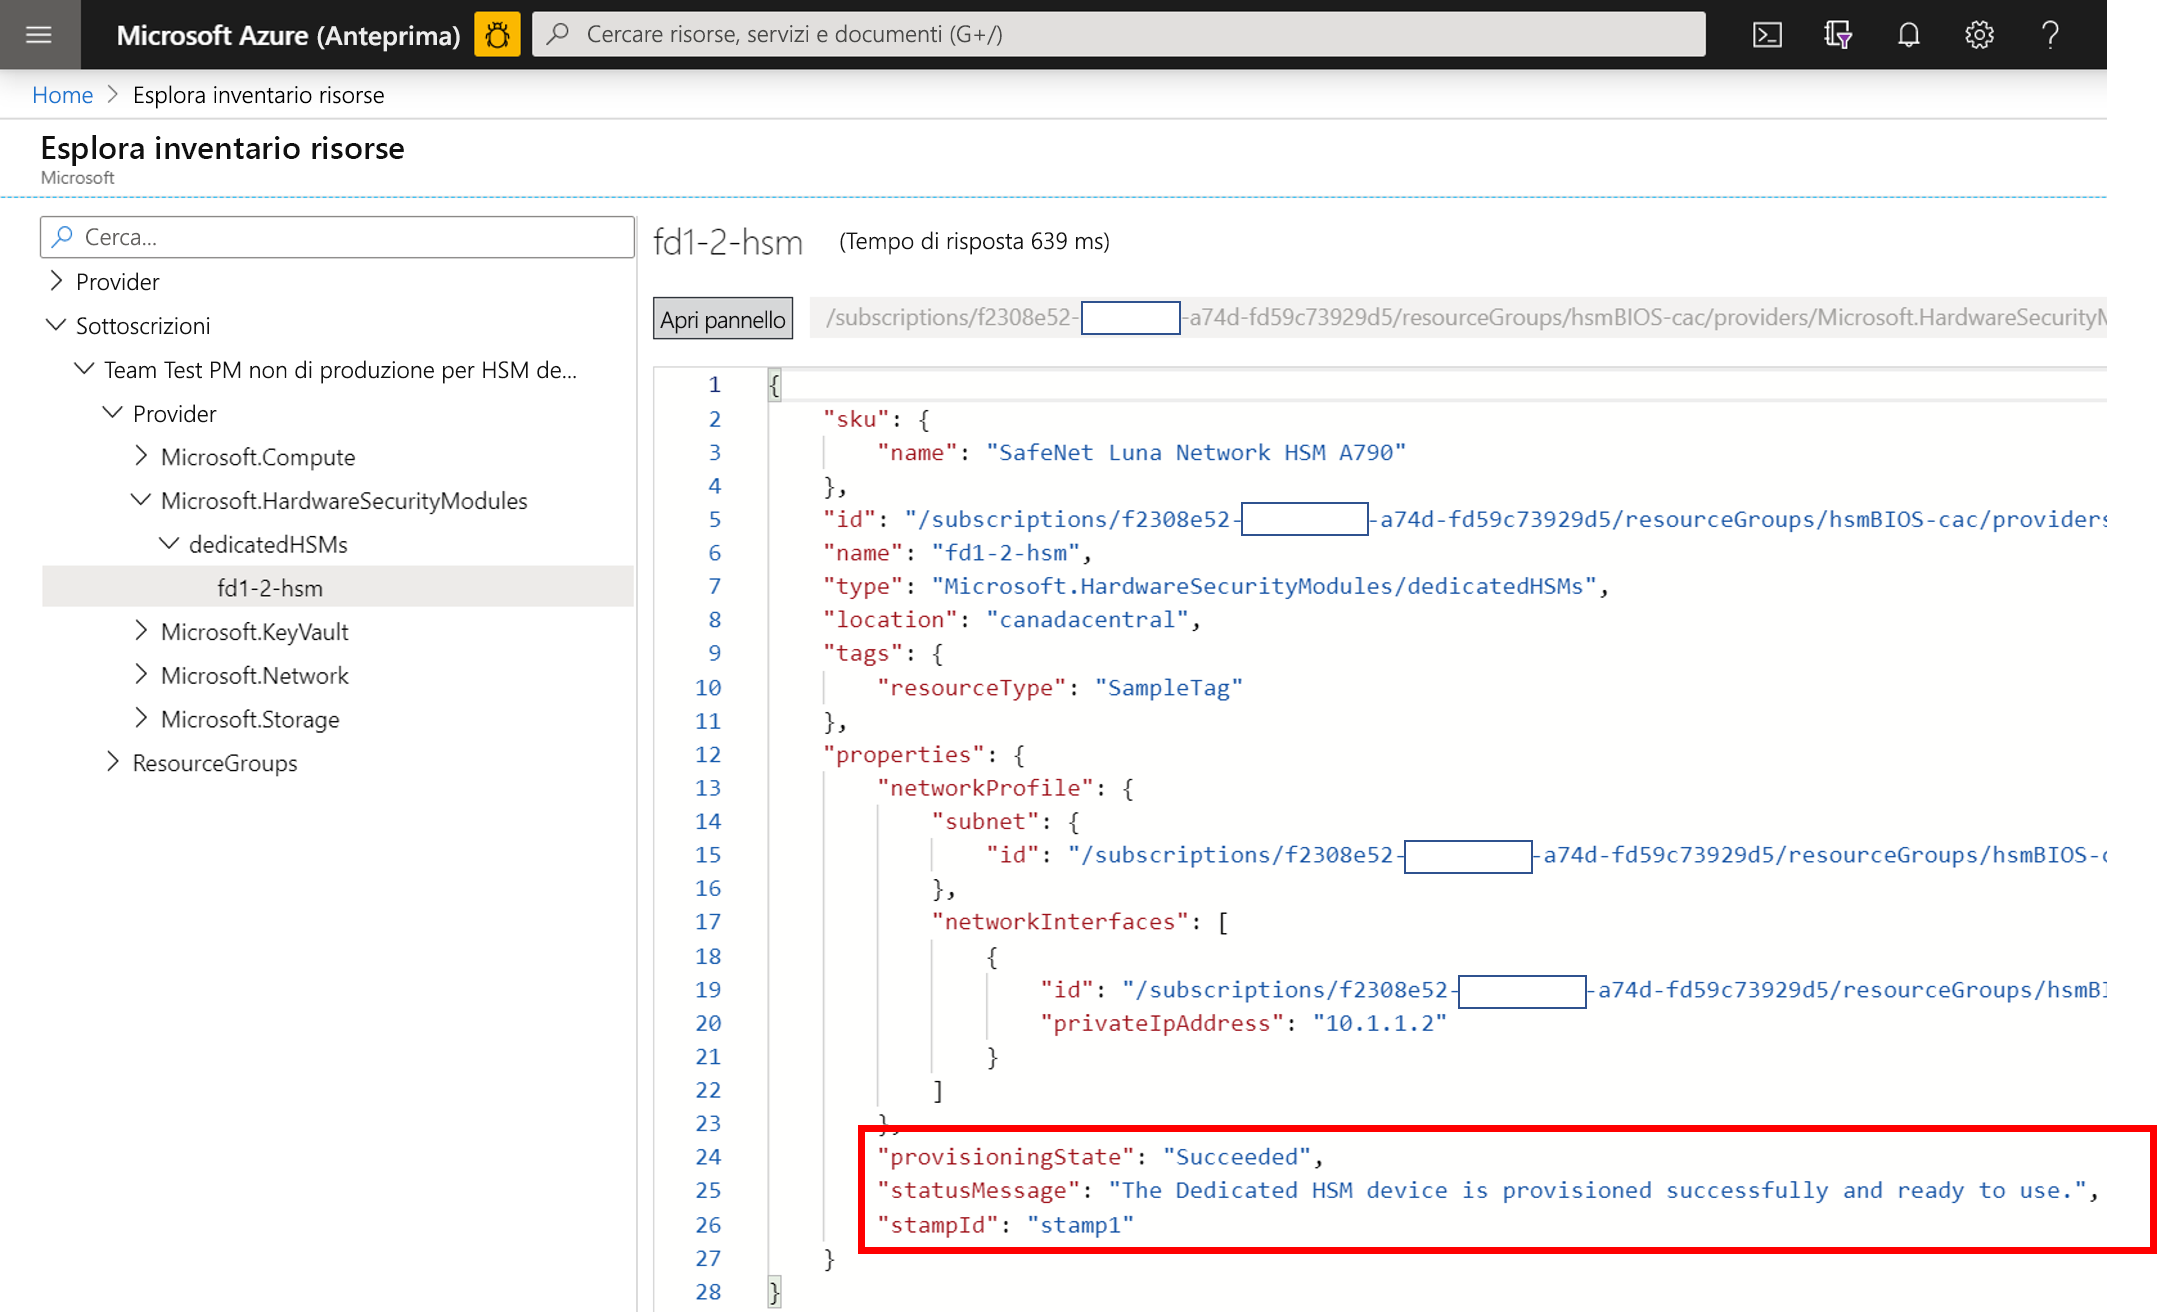 Microsoft Azure (Anteprima)
Cercare risorse, servizi e documenti (G+/)
Home > Esplora inventario risorse
Esplora inventario risorse
Microsoft
Cerca...
Provider
Sottoscrizioni
Team Test PM non di produzione per HSM de...
Provider
Microsoft.Compute
Microsoft.HardwareSecurityModules
dedicatedHSMs
fd1-2-hsm
Microsoft.KeyVault
Microsoft.Network
Microsoft.Storage
ResourceGroups
fd1-2-hsm (Tempo di risposta 639 ms)
Apri pannello
/subscriptions/f2308e52- -a74d-fd59c73929d5/resourceGroups/hsmBIOS-cac/providers/Microsoft.HardwareSecurityM
1 {
2 "sku": {
3 "name": "SafeNet Luna Network HSM A790"
4 },
5 "id": "/subscriptions/f2308e52- -a74d-fd59c73929d5/resourceGroups/hsmBIOS-cac/providers
6 "name": "fd1-2-hsm",
7 "type": "Microsoft.HardwareSecurityModules/dedicatedHSMs",
8 "location": "canadacentral",
9 "tags": {
10 "resourceType": "SampleTag"
11 },
12 "properties": {
13 "networkProfile": {
14 "subnet": {
15 "id": "/subscriptions/f2308e52- -a74d-fd59c73929d5/resourceGroups/hsmBIOS-c
16 },
17 "networkInterfaces": [
18 {
19 "id": "/subscriptions/f2308e52- -a74d-fd59c73929d5/resourceGroups/hsmBI
20 "privateIpAddress": "10.1.1.2"
21 }
22 ]
23 },
24 "provisioningState": "Succeeded",
25 "statusMessage": "The Dedicated HSM device is provisioned successfully and ready to use.",
26 "stampId": "stamp1"
27 }
28 }